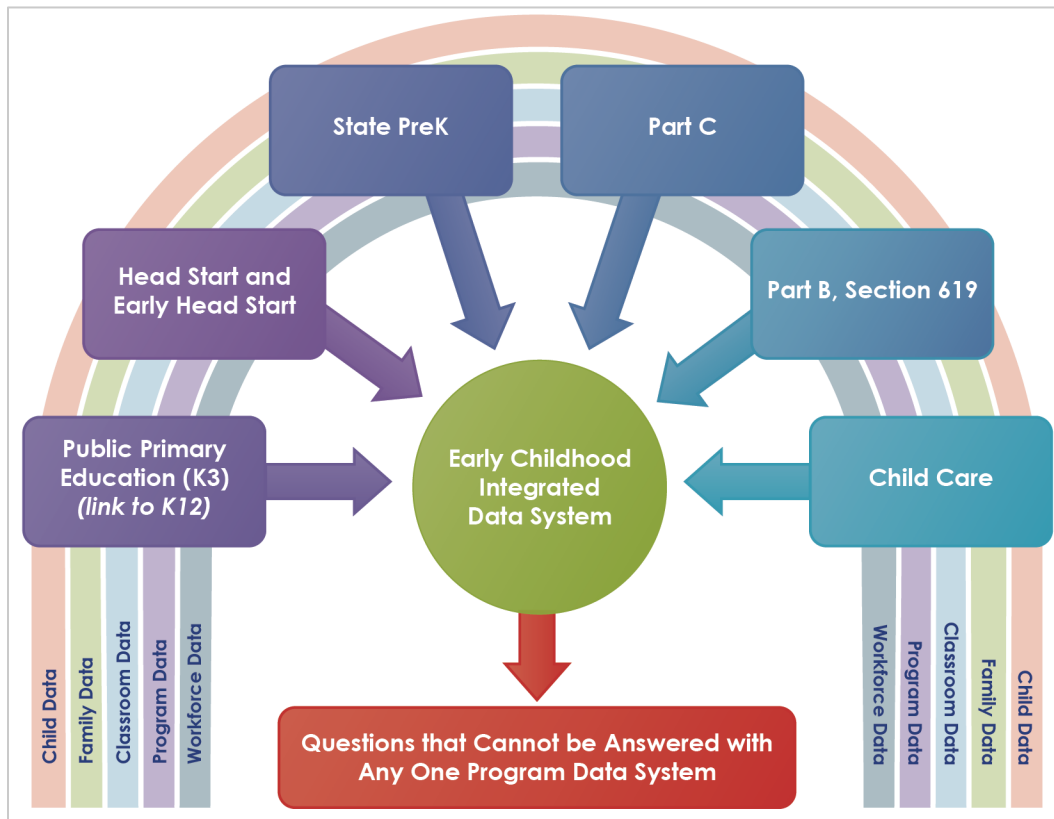 State PreK
Part C
Head Start and
Early Head Start
Part B, Section 619
Public Primary
Education (K3)
(link to K12)
Early Childhood
Integrated
Data System
Child Care
Child Data
Family Data
Classroom Data
Program Data
Workforce Data
Workforce Data
Program Data
Classroom Data
Family Data
Child Data
Questions that Cannot be Answered with
Any One Program Data System